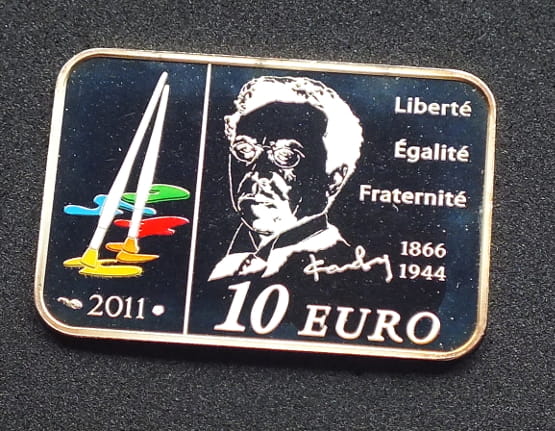 Liberté
Égalité
Fraternité
1866
1944
2011
10 EURO